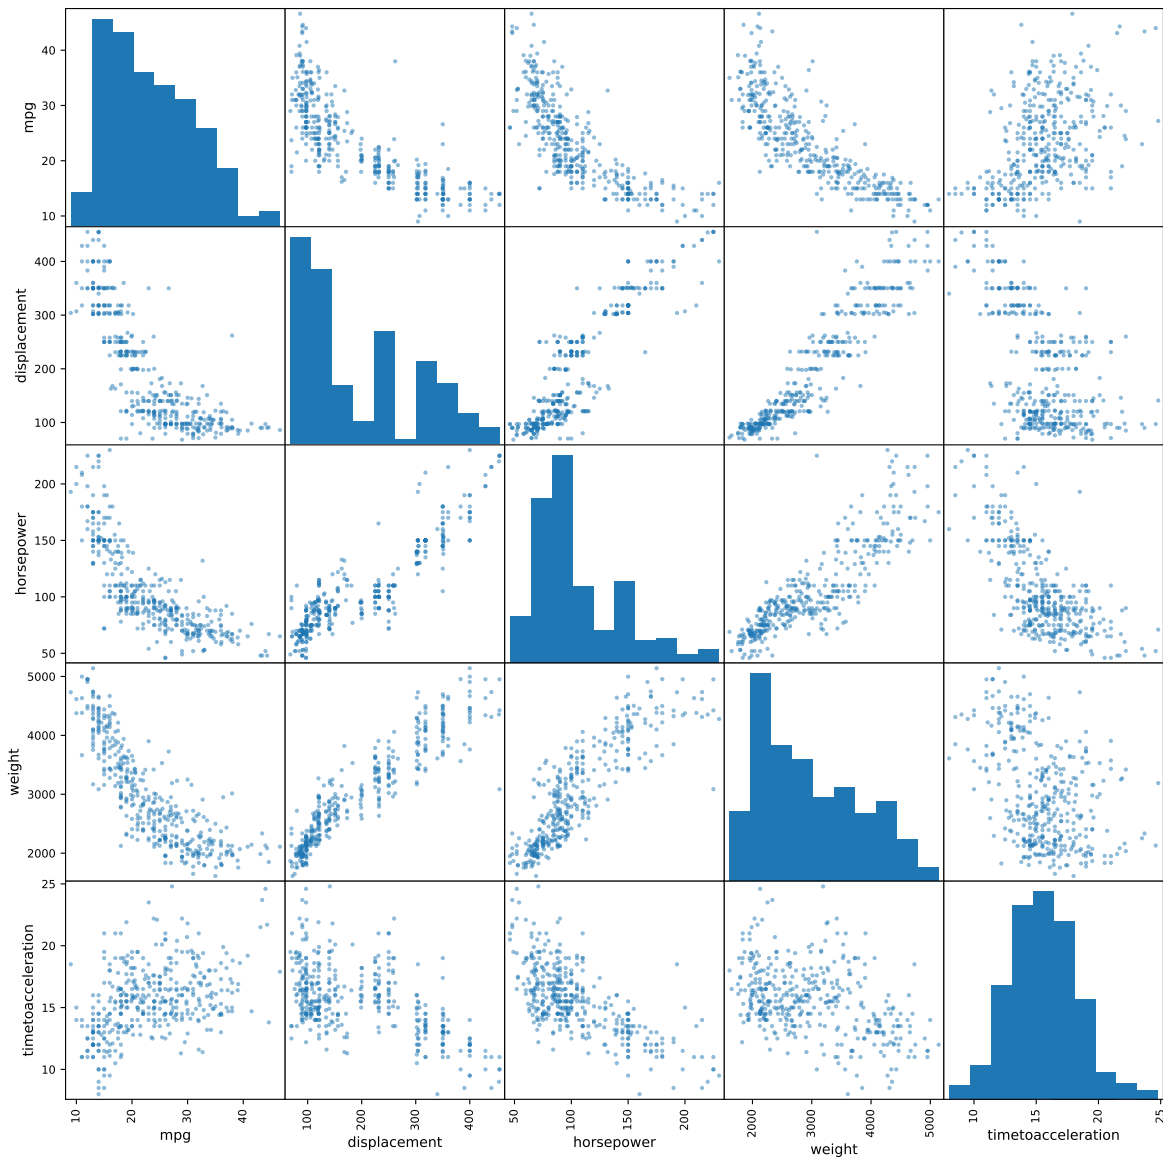 mpg
40
30
20
10
displacement
400
300
200
100
horsepower
200
150
100
50
weight
5000
4000
3000
2000
timetoacceleration
25
20
15
10
10 20 30 40
100 200 300 400
50 100 150 200
2000 3000 4000 5000
10 15 20 25
mpg displacement horsepower weight timetoacceleration